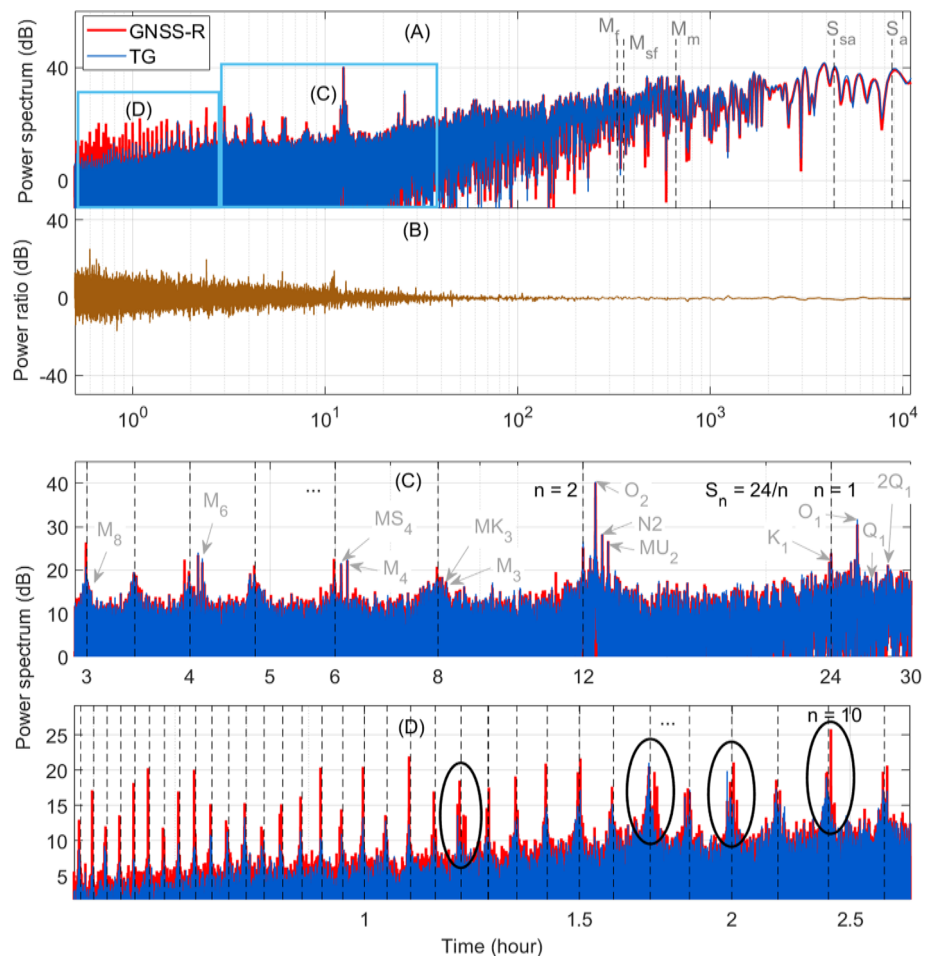 GNSS-R
TG
(A)
M_f
M_sf
M_m
S_sa
S_a
(D)
(C)
Power spectrum (dB)
40
0
(B)
Power ratio (dB)
40
0
-40
10^0
10^1
10^2
10^3
10^4
...
(C)
n = 2
O_2
S_n = 24/n
n = 1
2Q_1
M_8
M_6
MS_4
M_4
MK_3
M_3
N2
MU_2
O_1
K_1
Q_1
40
30
20
10
0
3
4
5
6
8
12
24
30
Power spectrum (dB)
(D)
...
n = 10
25
20
15
10
5
1
1.5
2
2.5
Time (hour)